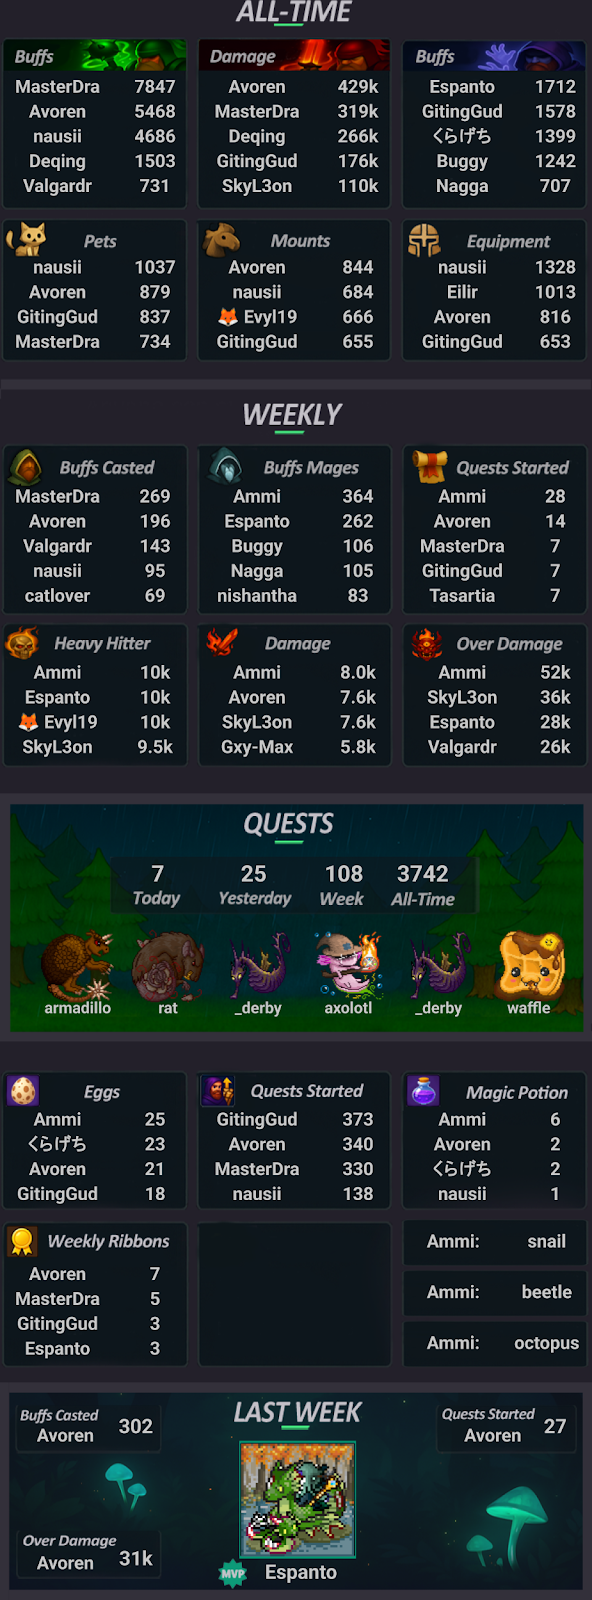 ALL-TIME
Buffs
MasterDra 7847
Avoren 5468
nausii 4686
Deqing 1503
Valgardr 731
Damage
Avoren 429k
MasterDra 319k
Deqing 266k
GitingGud 176k
SkyL3on 110k
Buffs
Espanto 1712
GitingGud 1578
くらげち 1399
Buggy 1242
Nagga 707
Pets
nausii 1037
Avoren 879
GitingGud 837
MasterDra 734
Mounts
Avoren 844
nausii 684
🦊 Evyl19 666
GitingGud 655
Equipment
nausii 1328
Eilir 1013
Avoren 816
GitingGud 653
WEEKLY
Buffs Casted
MasterDra 269
Avoren 196
Valgardr 143
nausii 95
catlover 69
Buffs Mages
Ammi 364
Espanto 262
Buggy 106
Nagga 105
nishantha 83
Quests Started
Ammi 28
Avoren 14
MasterDra 7
GitingGud 7
Tasartia 7
Heavy Hitter
Ammi 10k
Espanto 10k
🦊 Evyl19 10k
SkyL3on 9.5k
Damage
Ammi 8.0k
Avoren 7.6k
SkyL3on 7.6k
Gxy-Max 5.8k
Over Damage
Ammi 52k
SkyL3on 36k
Espanto 28k
Valgardr 26k
QUESTS
7 25 108 3742
Today Yesterday Week All-Time
armadillo rat _derby axolotl _derby waffle
Eggs
Ammi 25
くらげち 23
Avoren 21
GitingGud 18
Quests Started
GitingGud 373
Avoren 340
MasterDra 330
nausii 138
Magic Potion
Ammi 6
Avoren 2
くらげち 2
nausii 1
Weekly Ribbons
Avoren 7
MasterDra 5
GitingGud 3
Espanto 3
Ammi: snail
Ammi: beetle
Ammi: octopus
LAST WEEK
Buffs Casted
Avoren 302
Quests Started
Avoren 27
Over Damage
Avoren 31k
MVP Espanto